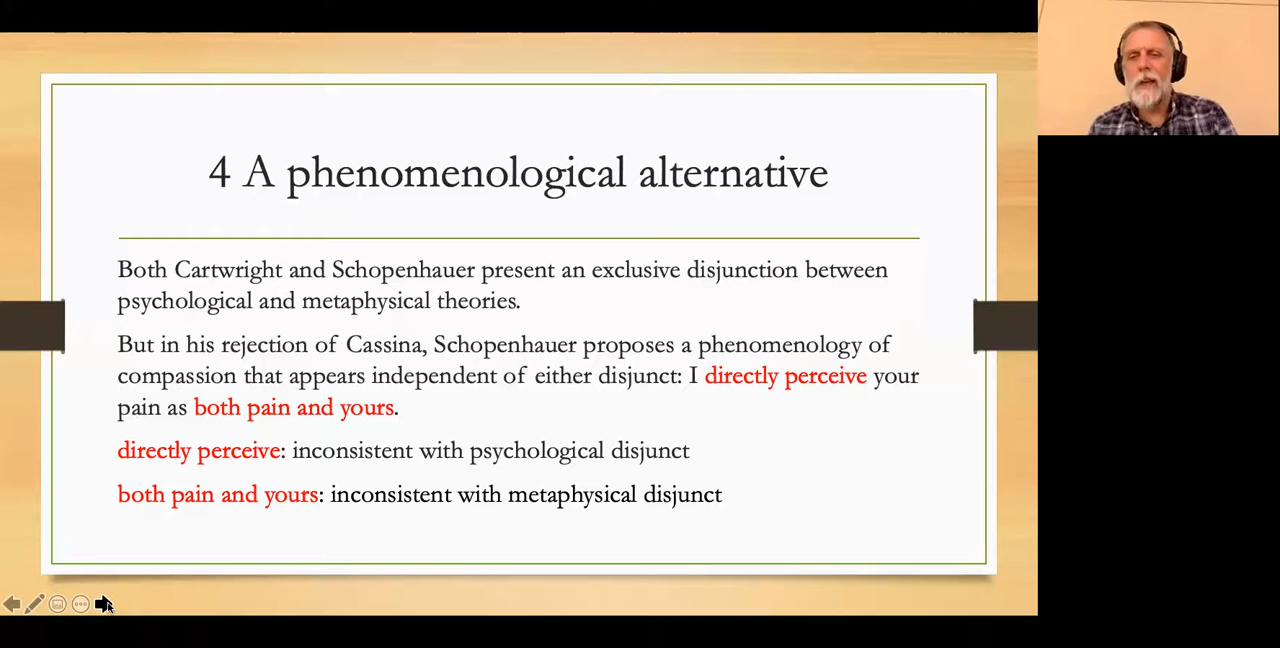 4 A phenomenological alternative
Both Cartwright and Schopenhauer present an exclusive disjunction between
psychological and metaphysical theories.
But in his rejection of Cassina, Schopenhauer proposes a phenomenology of
compassion that appears independent of either disjunct: I directly perceive your
pain as both pain and yours.
directly perceive: inconsistent with psychological disjunct
both pain and yours: inconsistent with metaphysical disjunct